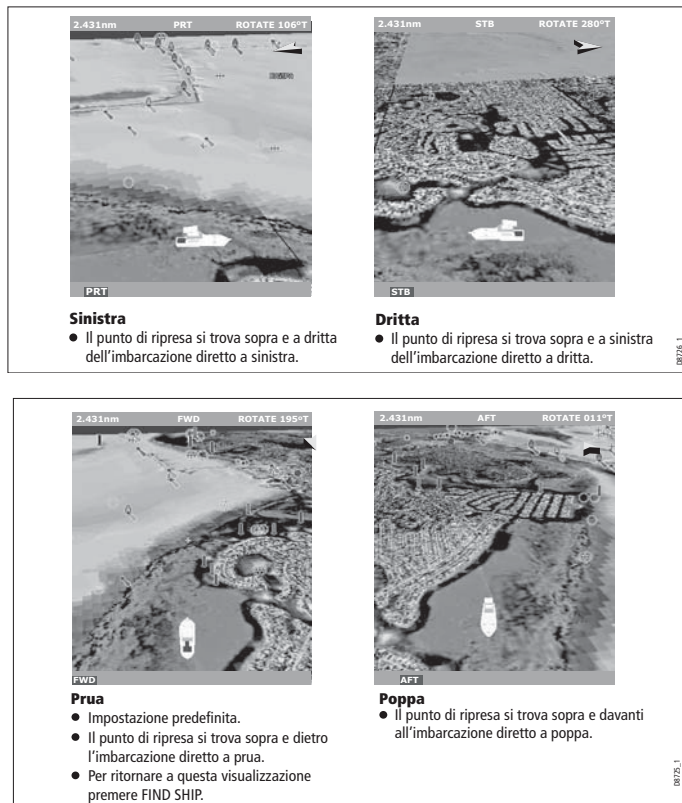 2.431nm PRT ROTATE 106°T
PRT
Sinistra
● Il punto di ripresa si trova sopra e a dritta
dell'imbarcazione diretto a sinistra.
2.431nm STB ROTATE 280°T
STB
Dritta
● Il punto di ripresa si trova sopra e a sinistra
dell'imbarcazione diretto a dritta.
D8726_1
2.431nm FWD ROTATE 195°T
FWD
Prua
● Impostazione predefinita.
● Il punto di ripresa si trova sopra e dietro
l'imbarcazione diretto a prua.
● Per ritornare a questa visualizzazione
premere FIND SHIP.
2.431nm AFT ROTATE 011°T
AFT
Poppa
● Il punto di ripresa si trova sopra e davanti
all'imbarcazione diretto a poppa.
D8725_1